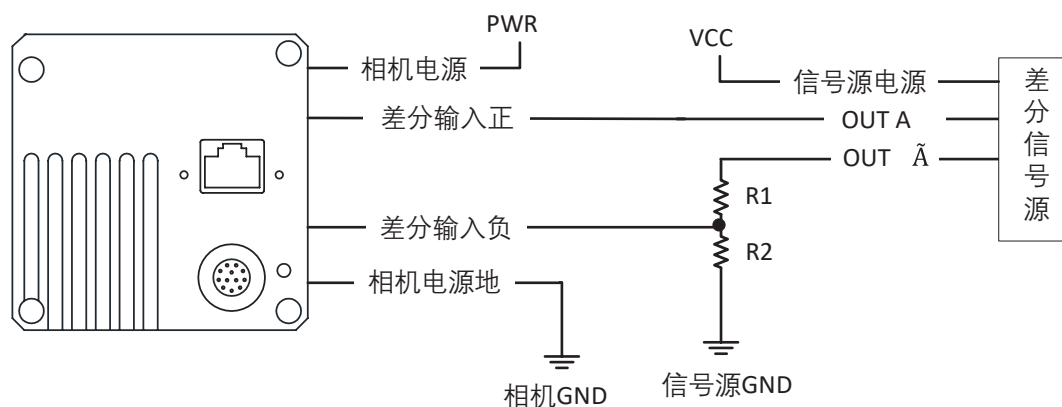 PWR
VCC
相机电源
信号源电源
差分输入正
OUT A
OUT Ã
差分信号源
R1
差分输入负
R2
相机电源地
相机GND
信号源GND